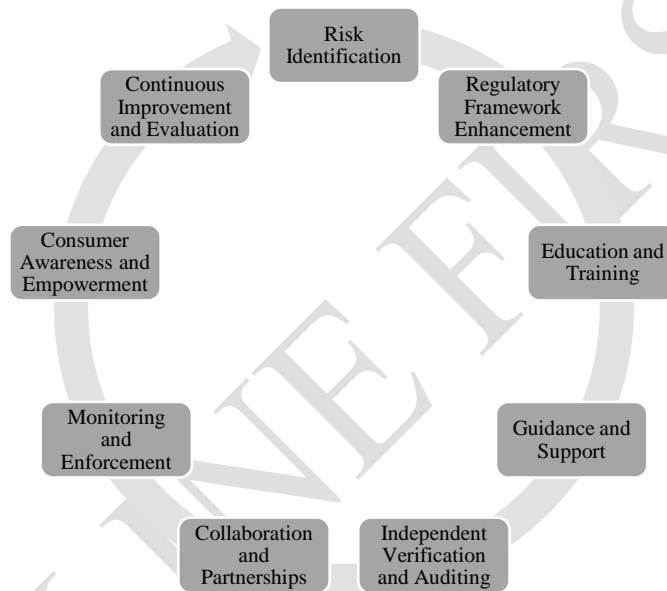 Risk
Identification
Regulatory
Framework
Enhancement
Education and
Training
Guidance and
Support
Independent
Verification
and Auditing
Collaboration
and
Partnerships
Monitoring
and
Enforcement
Consumer
Awareness and
Empowerment
Continuous
Improvement
and Evaluation